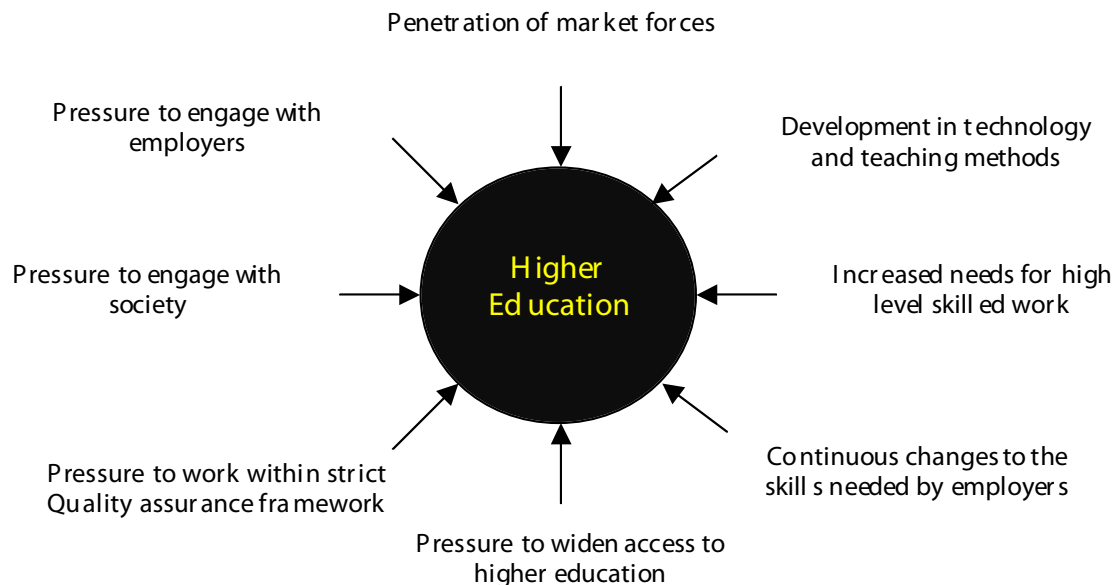 Penetration of market forces
Pressure to engage with
employers
Development in technology
and teaching methods
Pressure to engage with
society
Higher
Education
Increased needs for high
level skilled work
Pressure to work within strict
Quality assurance framework
Continuous changes to the
skills needed by employers
Pressure to widen access to
higher education